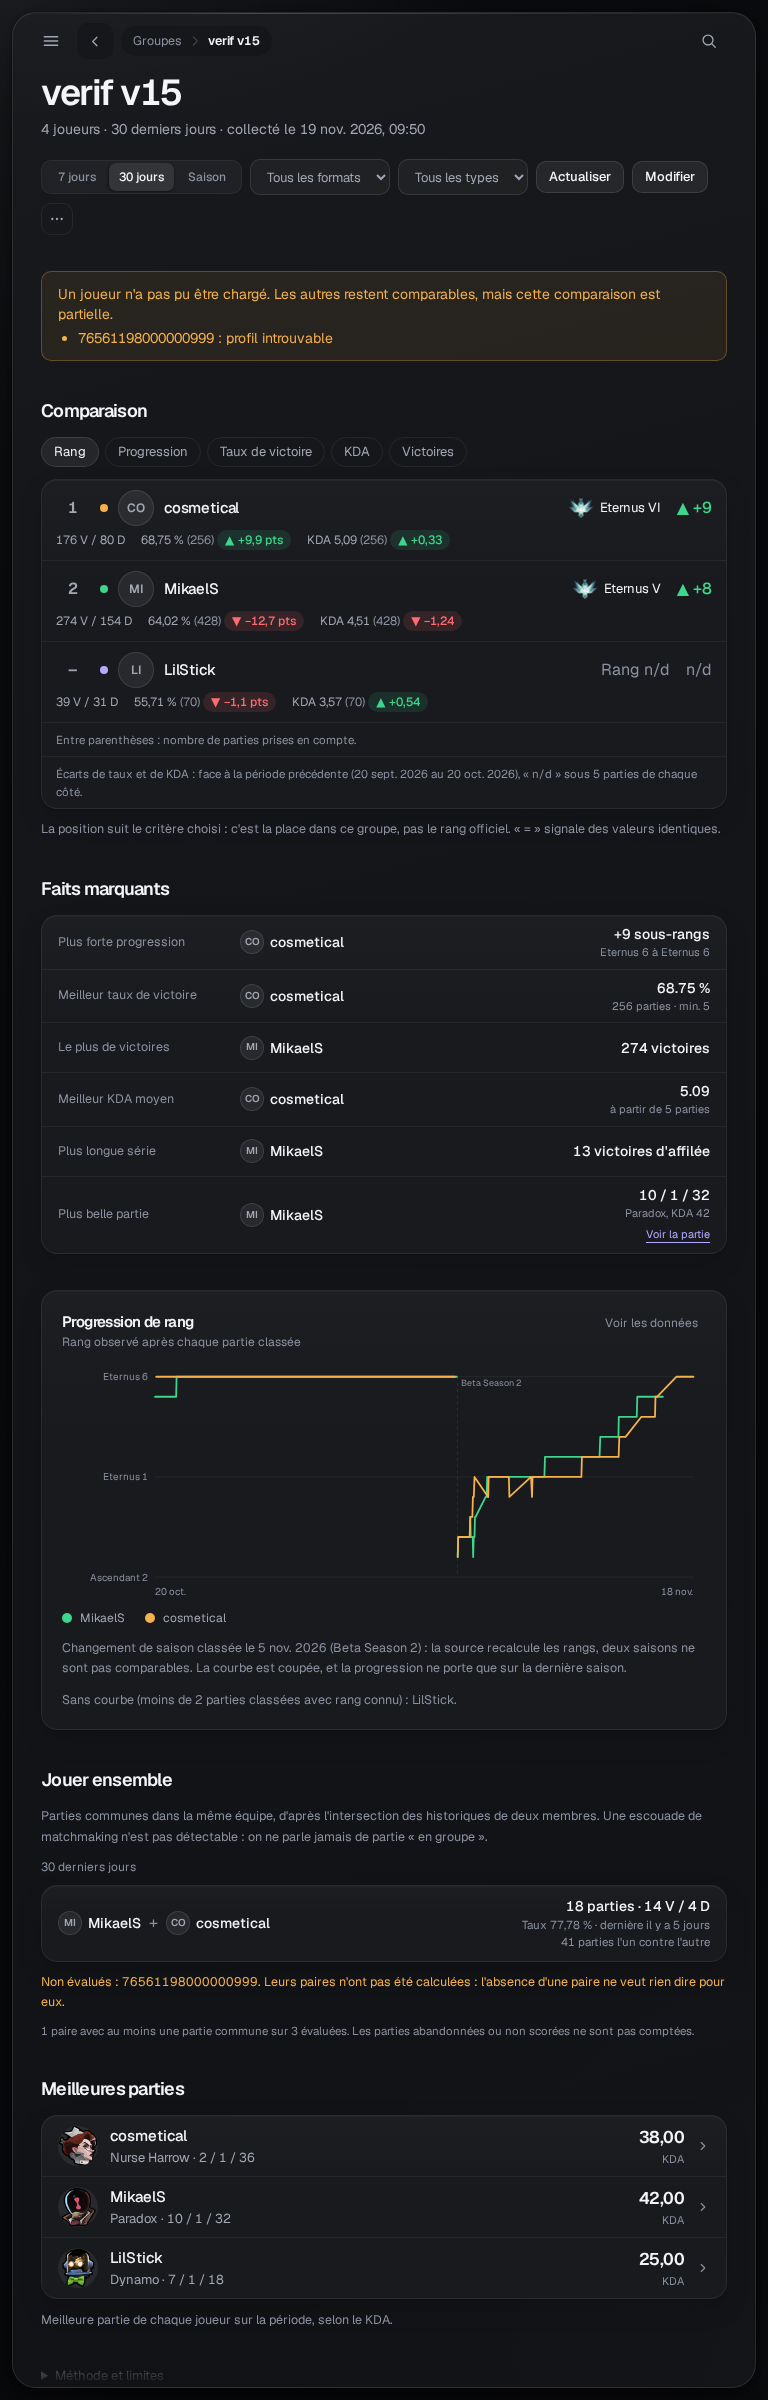 Groupes > verif v15
verif v15
4 joueurs · 30 derniers jours · collecté le 19 nov. 2026, 09:50
7 jours 30 jours Saison Tous les formats Tous les types Actualiser Modifier
···
Un joueur n'a pas pu être chargé. Les autres restent comparables, mais cette comparaison est
partielle.
• 76561198000000999 : profil introuvable
Comparaison
Rang Progression Taux de victoire KDA Victoires
1 CO cosmetical Eternus VI ▲ +9
176 V / 80 D 68,75 % (256) ▲ +9,9 pts KDA 5,09 (256) ▲ +0,33
2 MI MikaelS Eternus V ▲ +8
274 V / 154 D 64,02 % (428) ▼ −12,7 pts KDA 4,51 (428) ▼ −1,24
– LI LilStick Rang n/d n/d
39 V / 31 D 55,71 % (70) ▼ −1,1 pts KDA 3,57 (70) ▲ +0,54
Entre parenthèses : nombre de parties prises en compte.
Écarts de taux et de KDA : face à la période précédente (20 sept. 2026 au 20 oct. 2026), « n/d » sous 5 parties de chaque
côté.
La position suit le critère choisi : c'est la place dans ce groupe, pas le rang officiel. « = » signale des valeurs identiques.
Faits marquants
Plus forte progression CO cosmetical +9 sous-rangs
Eternus 6 à Eternus 6
Meilleur taux de victoire CO cosmetical 68.75 %
256 parties · min. 5
Le plus de victoires MI MikaelS 274 victoires
Meilleur KDA moyen CO cosmetical 5.09
à partir de 5 parties
Plus longue série MI MikaelS 13 victoires d'affilée
Plus belle partie MI MikaelS 10 / 1 / 32
Paradox, KDA 42
Voir la partie
Progression de rang Voir les données
Rang observé après chaque partie classée
Eternus 6
Beta Season 2
Eternus 1
Ascendant 2
20 oct. 18 nov.
MikaelS cosmetical
Changement de saison classée le 5 nov. 2026 (Beta Season 2) : la source recalcule les rangs, deux saisons ne
sont pas comparables. La courbe est coupée, et la progression ne porte que sur la dernière saison.
Sans courbe (moins de 2 parties classées avec rang connu) : LilStick.
Jouer ensemble
Parties communes dans la même équipe, d'après l'intersection des historiques de deux membres. Une escouade de
matchmaking n'est pas détectable : on ne parle jamais de partie « en groupe ».
30 derniers jours
MI MikaelS + CO cosmetical 18 parties · 14 V / 4 D
Taux 77,78 % · dernière il y a 5 jours
41 parties l'un contre l'autre
Non évalués : 76561198000000999. Leurs paires n'ont pas été calculées : l'absence d'une paire ne veut rien dire pour
eux.
1 paire avec au moins une partie commune sur 3 évaluées. Les parties abandonnées ou non scorées ne sont pas comptées.
Meilleures parties
cosmetical 38,00
Nurse Harrow · 2 / 1 / 36 KDA
MikaelS 42,00
Paradox · 10 / 1 / 32 KDA
LilStick 25,00
Dynamo · 7 / 1 / 18 KDA
Meilleure partie de chaque joueur sur la période, selon le KDA.
▶ Méthode et limites